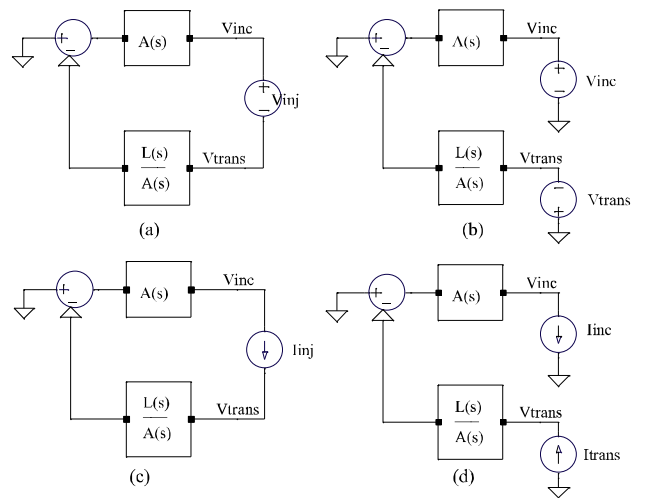 Vinc
+
−
A(s)
+
Vinj
−
L(s)
A(s)
Vtrans
(a)
Vinc
+
−
A(s)
+
−
Vinc
L(s)
A(s)
Vtrans
−
+
Vtrans
(b)
Vinc
+
−
A(s)
Iinj
L(s)
A(s)
Vtrans
(c)
Vinc
+
−
A(s)
Iinc
L(s)
A(s)
Vtrans
Itrans
(d)